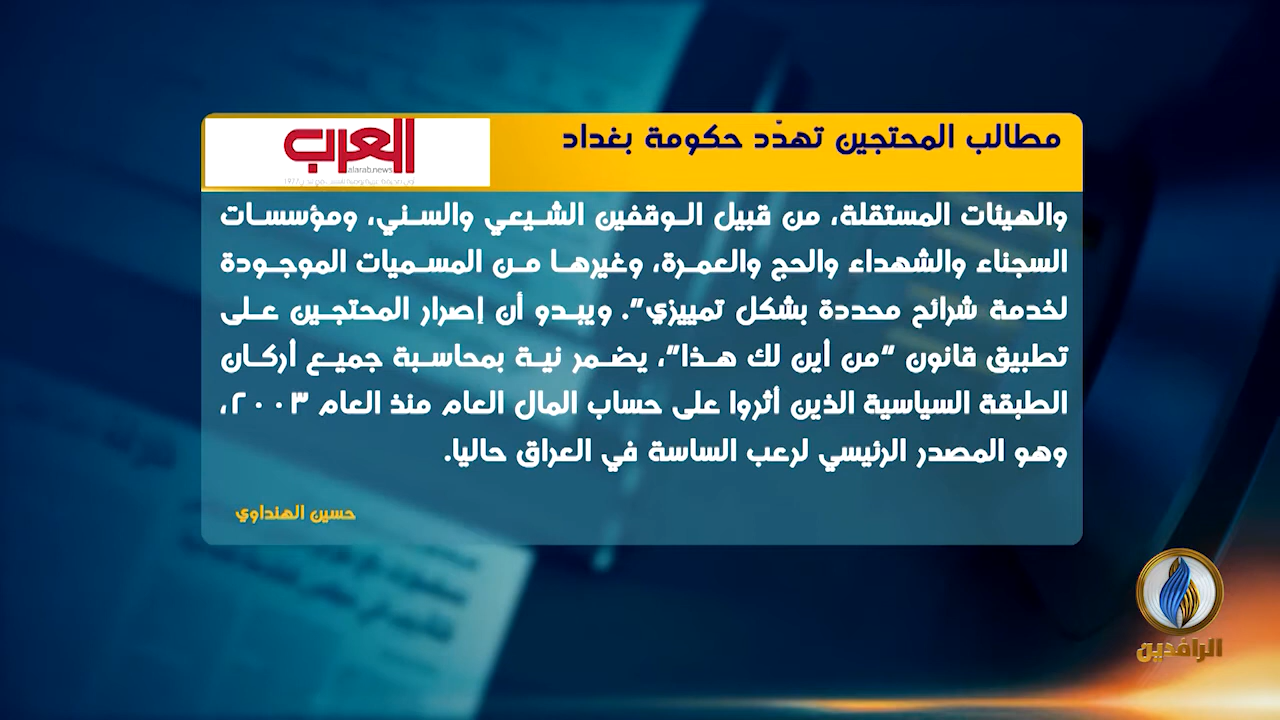 مطالب المحتجين تهدّد حكومة بغداد
العرب
alarab.news
والهيئات المستقلة، من قبيل الوقفين الشيعي والسني، ومؤسسات
السجناء والشهداء والحج والعمرة، وغيرها من المسميات الموجودة
لخدمة شرائح محددة بشكل تمييزي”. ويبدو أن إصرار المحتجين على
تطبيق قانون “من أين لك هذا”، يضمر نية بمحاسبة جميع أركان
الطبقة السياسية الذين أثروا على حساب المال العام منذ العام ٢٠٠٣،
وهو المصدر الرئيسي لرعب الساسة في العراق حاليا.
حسين الهنداوي
الرافدين